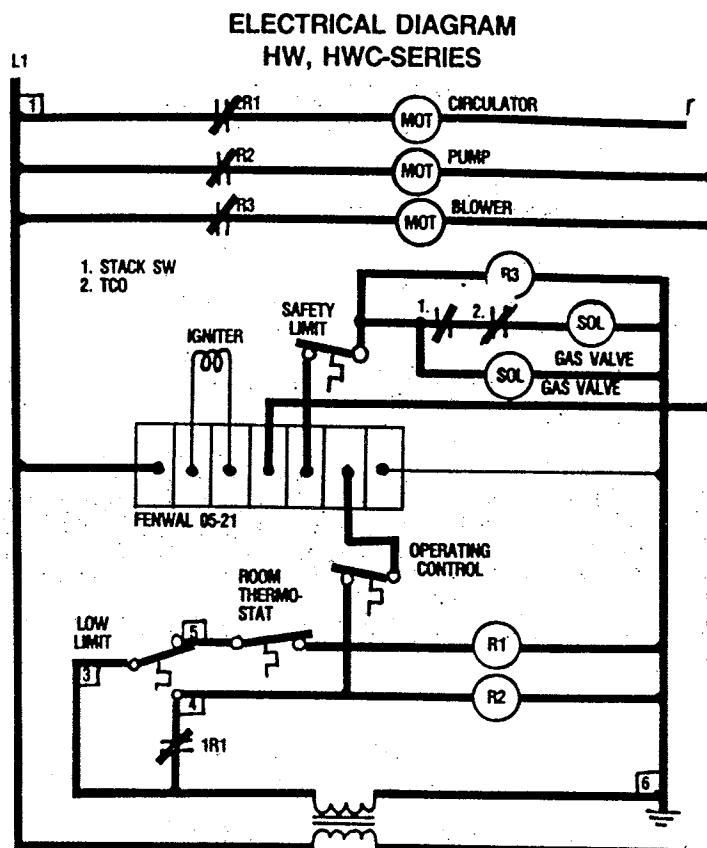 ELECTRICAL DIAGRAM
HW, HWC-SERIES
L1
1
2R1
MOT
CIRCULATOR
R2
MOT
PUMP
R3
MOT
BLOWER
1. STACK SW
2. TCO
R3
SAFETY
LIMIT
1.
2.
SOL
GAS VALVE
IGNITER
SOL
GAS VALVE
FENWAL 05-21
OPERATING
CONTROL
ROOM
THERMO-
STAT
LOW
LIMIT
5
R1
3
4
R2
1R1
6